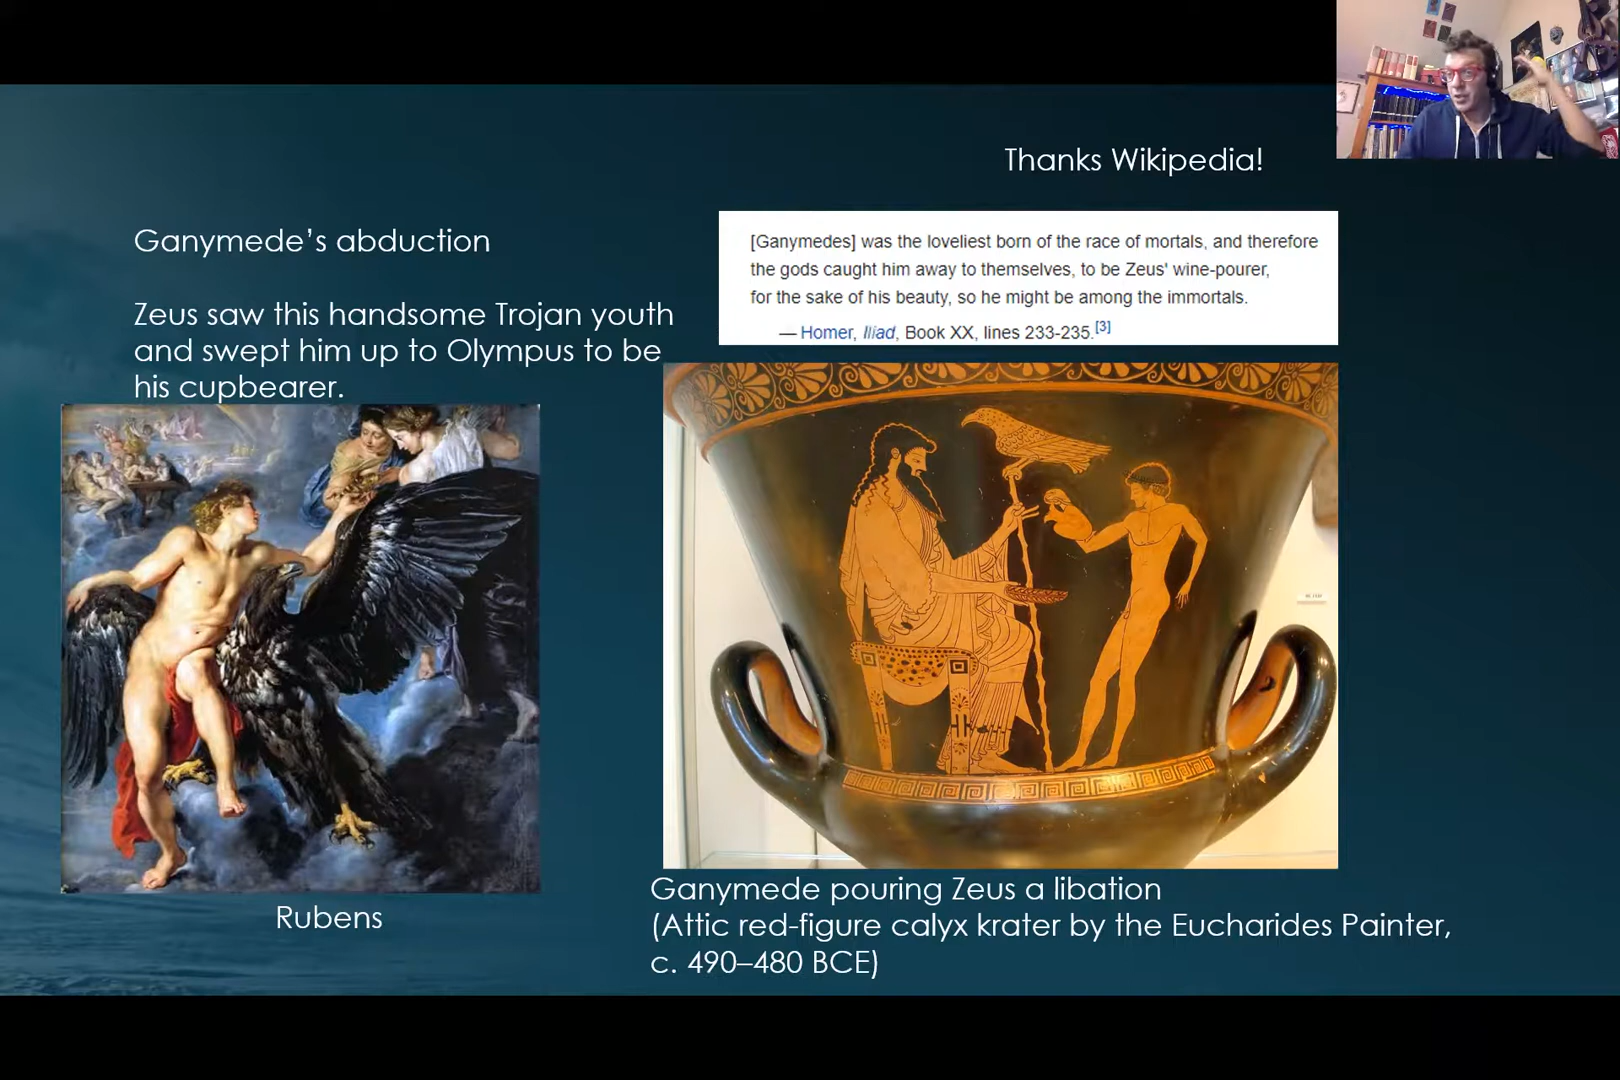 Thanks Wikipedia!
Ganymede’s abduction
Zeus saw this handsome Trojan youth
and swept him up to Olympus to be
his cupbearer.
[Ganymedes] was the loveliest born of the race of mortals, and therefore
the gods caught him away to themselves, to be Zeus' wine-pourer,
for the sake of his beauty, so he might be among the immortals.
— Homer, Iliad, Book XX, lines 233-235.[3]
Rubens
Ganymede pouring Zeus a libation
(Attic red-figure calyx krater by the Eucharides Painter,
c. 490–480 BCE)